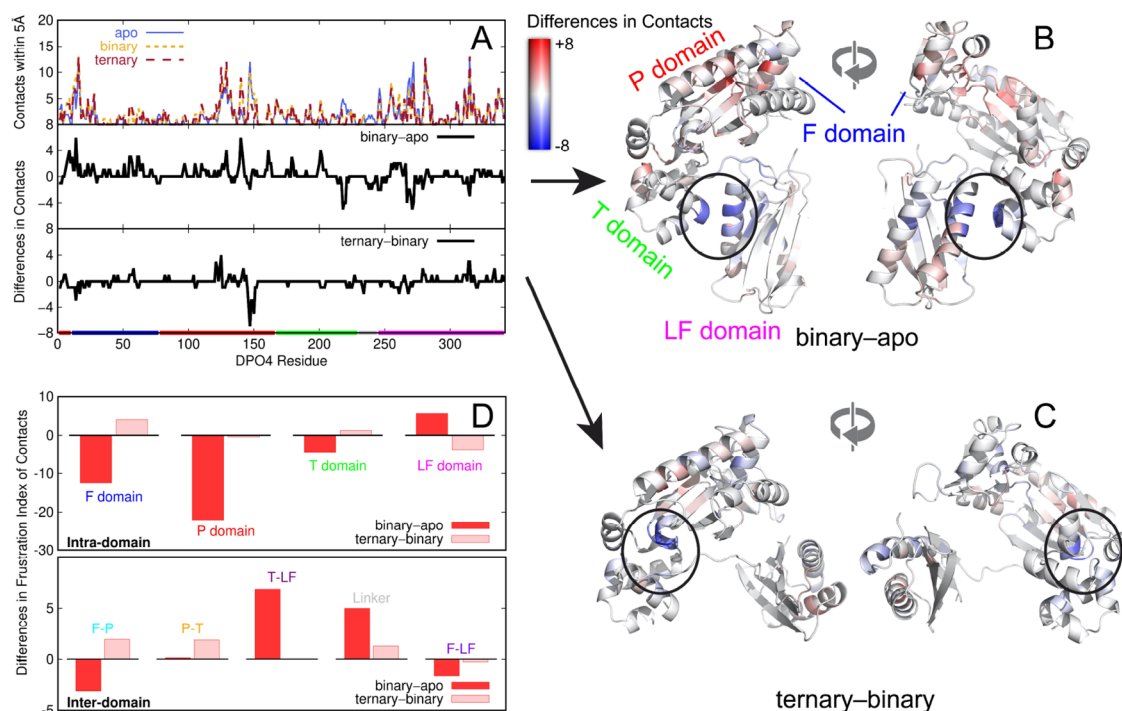 Contacts within 5Å
20
15
10
5
A
apo
binary
ternary
Differences in Contacts
4
0
-4
8
4
0
-4
-8
binary–apo
ternary–binary
0
50
100
150
200
250
300
DPO4 Residue
Differences in Contacts
+8
-8
B
P domain
F domain
T domain
LF domain
binary–apo
C
ternary–binary
Differences in Frustration Index of Contacts
D
10
0
-10
-20
-30
F domain
P domain
T domain
LF domain
Intra-domain
binary–apo
ternary–binary
5
0
-5
F-P
P-T
T-LF
Linker
F-LF
Inter-domain
binary–apo
ternary–binary